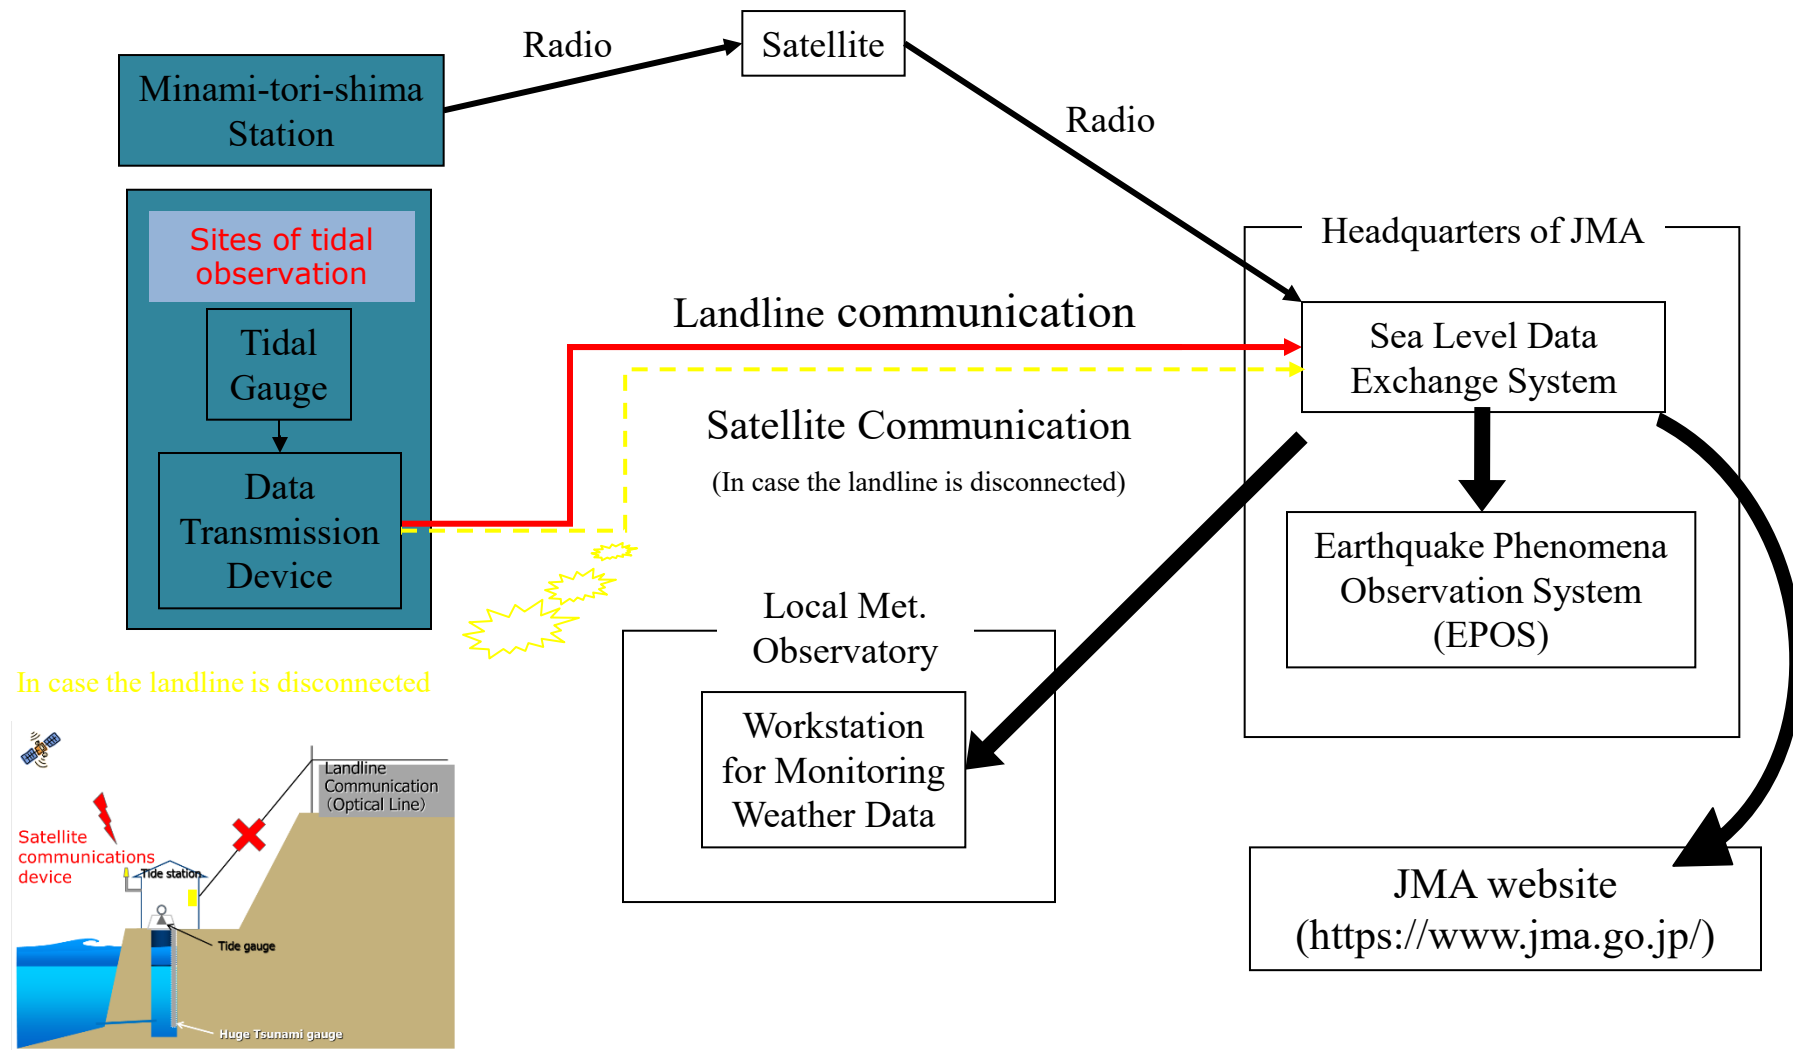 Radio
Satellite
Minami-tori-shima
Station
Radio
Sites of tidal
observation
Headquarters of JMA
Tidal
Gauge
Landline communication
Sea Level Data
Exchange System
Satellite Communication
(In case the landline is disconnected)
Data
Transmission
Device
Earthquake Phenomena
Observation System
(EPOS)
Local Met.
Observatory
In case the landline is disconnected
Workstation
for Monitoring
Weather Data
Landline
Communication
(Optical Line)
Satellite
communications
device
Tide station
Tide gauge
Huge Tsunami gauge
JMA website
(https://www.jma.go.jp/)